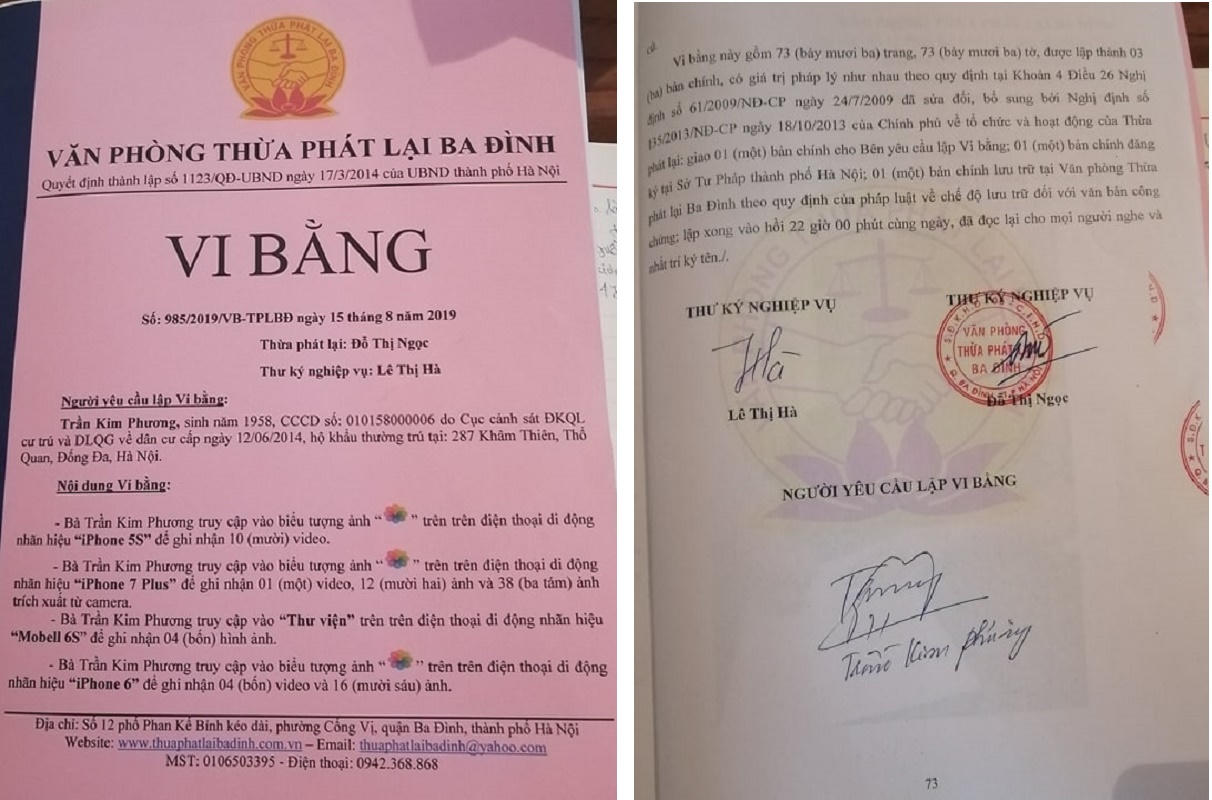 VĂN PHÒNG THỪA PHÁT LẠI BA ĐÌNH
VĂN PHÒNG THỪA PHÁT LẠI BA ĐÌNH
Quyết định thành lập số 1123/QĐ-UBND ngày 17/3/2014 của UBND thành phố Hà Nội
VI BẰNG
Số: 985/2019/VB-TPLBĐ ngày 15 tháng 8 năm 2019
Thừa phát lại: Đỗ Thị Ngọc
Thư ký nghiệp vụ: Lê Thị Hà
Người yêu cầu lập Vi bằng:
Trần Kim Phương, sinh năm 1958, CCCD số: 010158000006 do Cục cảnh sát ĐKQL
cư trú và DLQG về dân cư cấp ngày 12/06/2014, hộ khẩu thường trú tại: 287 Khâm Thiên, Thổ
Quan, Đống Đa, Hà Nội.
Nội dung Vi bằng:
- Bà Trần Kim Phương truy cập vào biểu tượng ảnh “ ” trên trên điện thoại di động
nhãn hiệu “iPhone 5S” để ghi nhận 10 (mười) video.
- Bà Trần Kim Phương truy cập vào biểu tượng ảnh “ ” trên trên điện thoại di động
nhãn hiệu “iPhone 7 Plus” để ghi nhận 01 (một) video, 12 (mười hai) ảnh và 38 (ba tám) ảnh
trích xuất từ camera.
- Bà Trần Kim Phương truy cập vào “Thư viện” trên trên điện thoại di động nhãn hiệu
“Mobell 6S” để ghi nhận 04 (bốn) hình ảnh.
- Bà Trần Kim Phương truy cập vào biểu tượng ảnh “ ” trên trên điện thoại di động
nhãn hiệu “iPhone 6” để ghi nhận 04 (bốn) video và 16 (mười sáu) ảnh.
Địa chỉ: Số 12 phố Phan Kế Bính kéo dài, phường Cống Vị, quận Ba Đình, thành phố Hà Nội
Website: www.thuaphatlaibadinh.com.vn – Email: thuaphatlaibadinh@yahoo.com
MST: 0106503395 - Điện thoại: 0942.368.868
cứ.
Vi bằng này gồm 73 (bảy mươi ba) trang, 73 (bảy mươi ba) tờ, được lập thành 03
(ba) bản chính, có giá trị pháp lý như nhau theo quy định tại Khoản 4 Điều 26 Nghị
định số 61/2009/NĐ-CP ngày 24/7/2009 đã sửa đổi, bổ sung bởi Nghị định số
135/2013/NĐ-CP ngày 18/10/2013 của Chính phủ về tổ chức và hoạt động của Thừa
phát lại: giao 01 (một) bản chính cho Bên yêu cầu lập Vi bằng; 01 (một) bản chính đăng
ký tại Sở Tư Pháp thành phố Hà Nội; 01 (một) bản chính lưu trữ tại Văn phòng Thừa
phát lại Ba Đình theo quy định của pháp luật về chế độ lưu trữ đối với văn bản công
chứng; lập xong vào hồi 22 giờ 00 phút cùng ngày, đã đọc lại cho mọi người nghe và
nhất trí ký tên./.
THƯ KÝ NGHIỆP VỤ
THƯ KÝ NGHIỆP VỤ
VĂN PHÒNG
THỪA PHÁT
BA ĐÌNH
Hà
Lê Thị Hà
Đỗ Thị Ngọc
NGƯỜI YÊU CẦU LẬP VI BẰNG
Trần Kim Phương
73